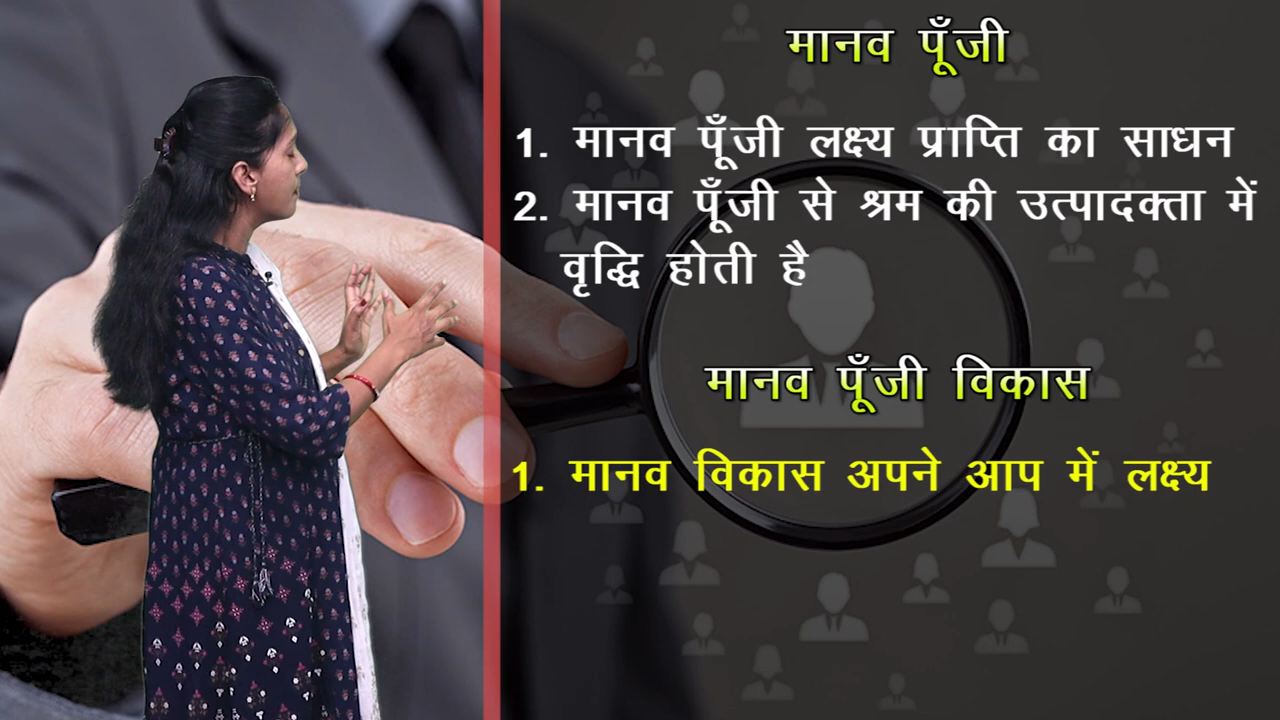 मानव पूँजी
1. मानव पूँजी लक्ष्य प्राप्ति का साधन
2. मानव पूँजी से श्रम की उत्पादक्ता में
वृद्धि होती है
मानव पूँजी विकास
1. मानव विकास अपने आप में लक्ष्य